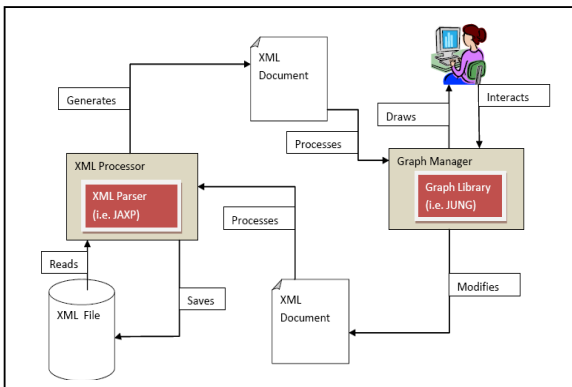 XML
Document
Generates
Interacts
Draws
Processes
XML Processor
Graph Manager
XML Parser
(i.e. JAXP)
Graph Library
(i.e. JUNG)
Processes
Reads
Saves
Modifies
XML File
XML
Document